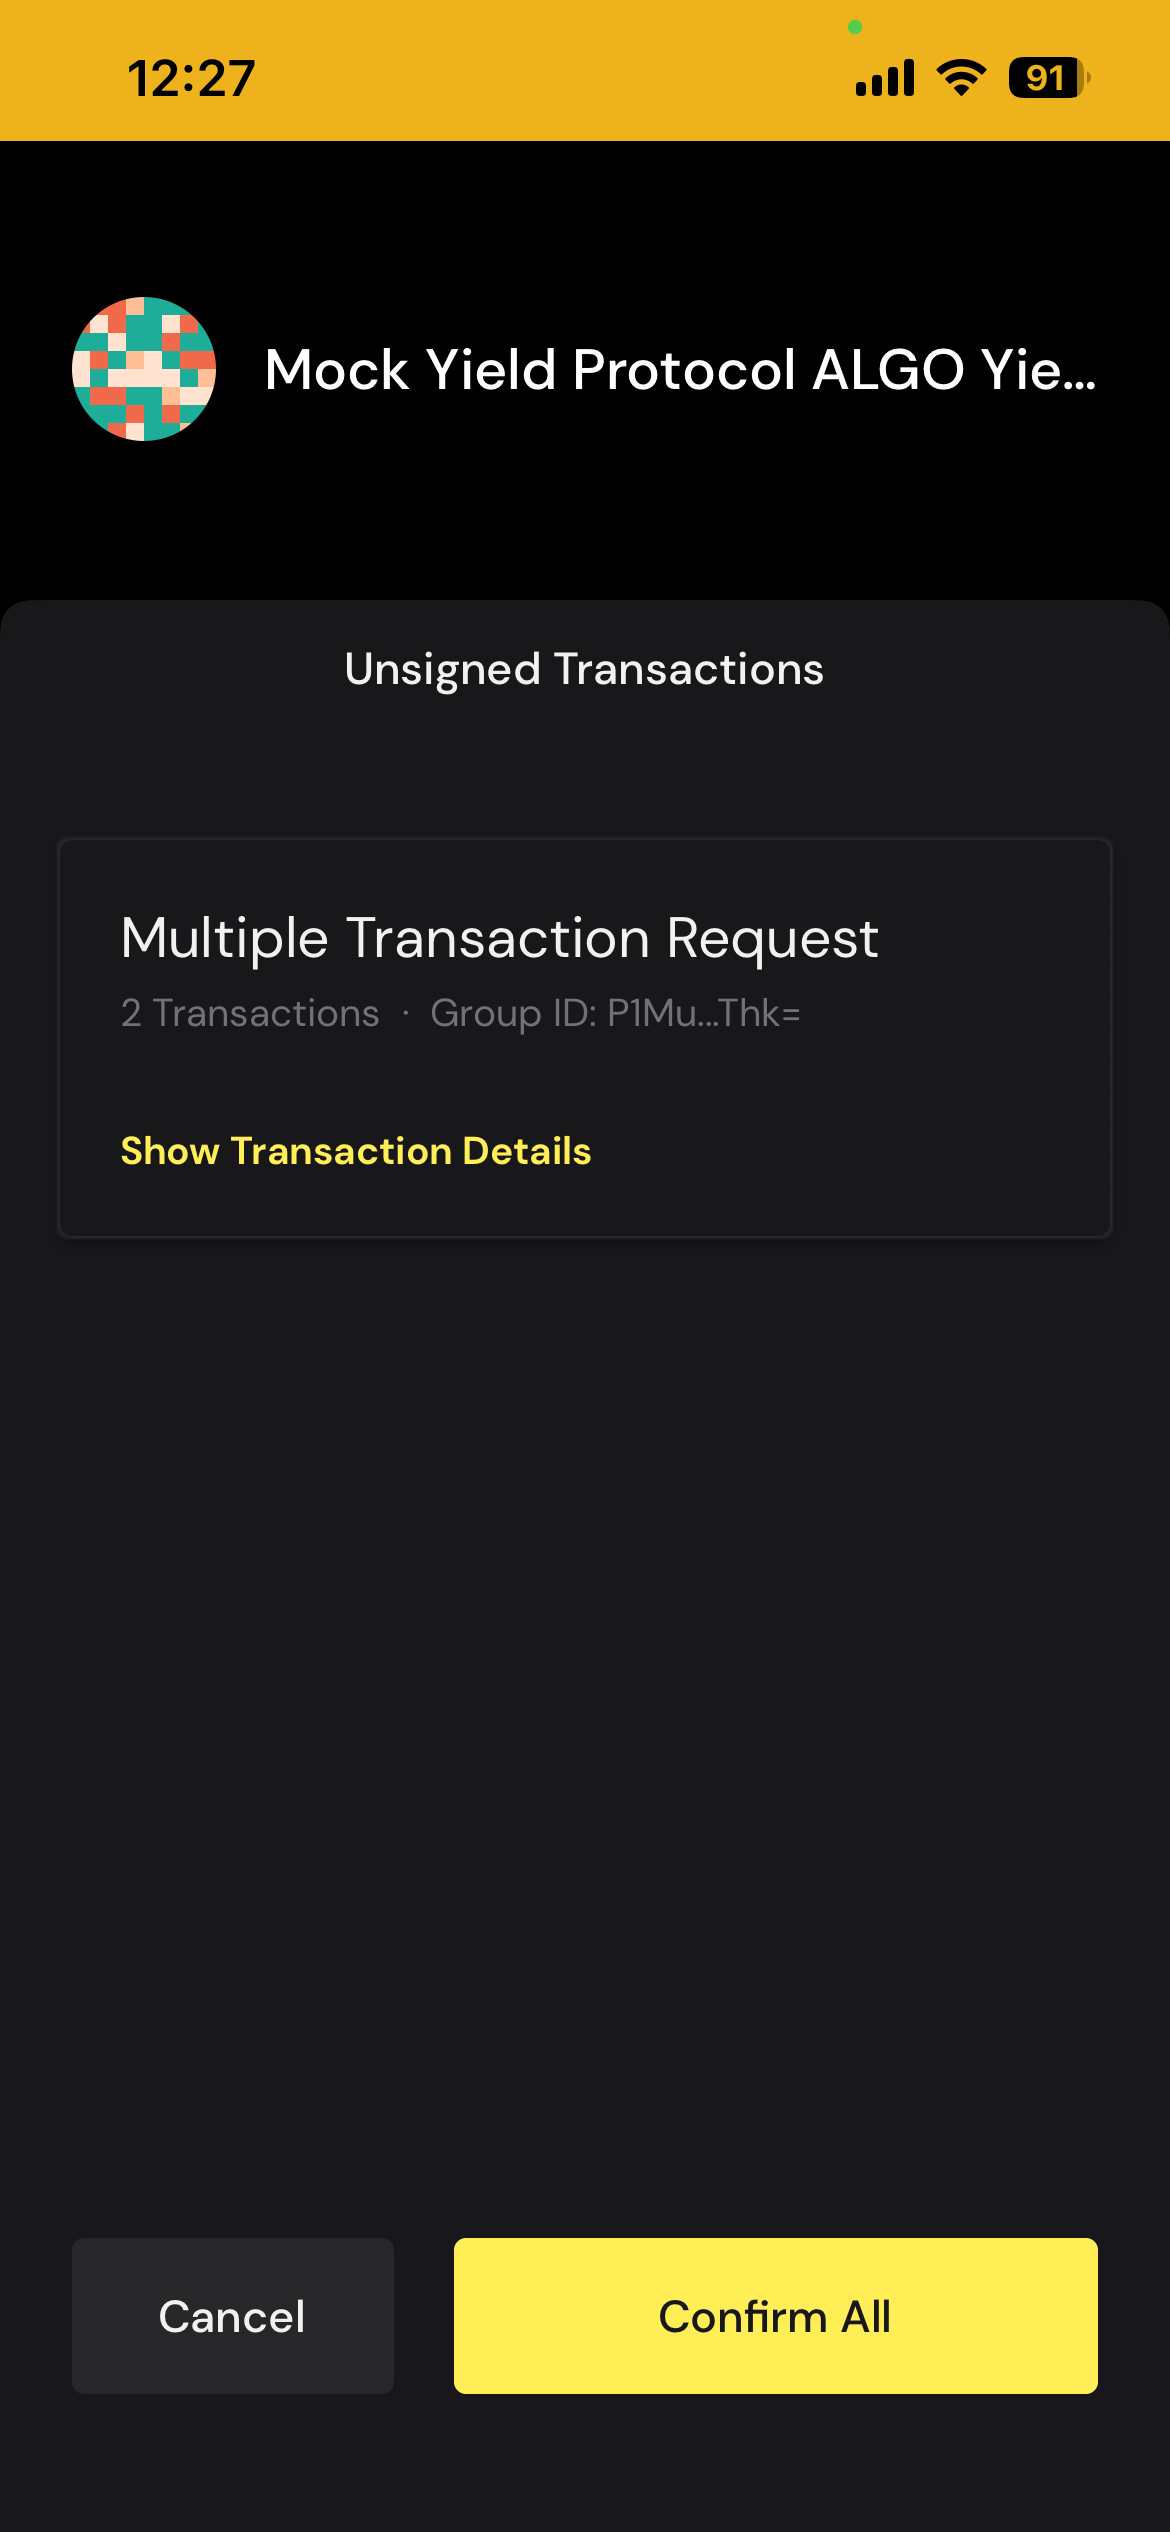 12:27
91
Mock Yield Protocol ALGO Yie...
Unsigned Transactions
Multiple Transaction Request
2 Transactions · Group ID: P1Mu...Thk=
Show Transaction Details
Cancel
Confirm All